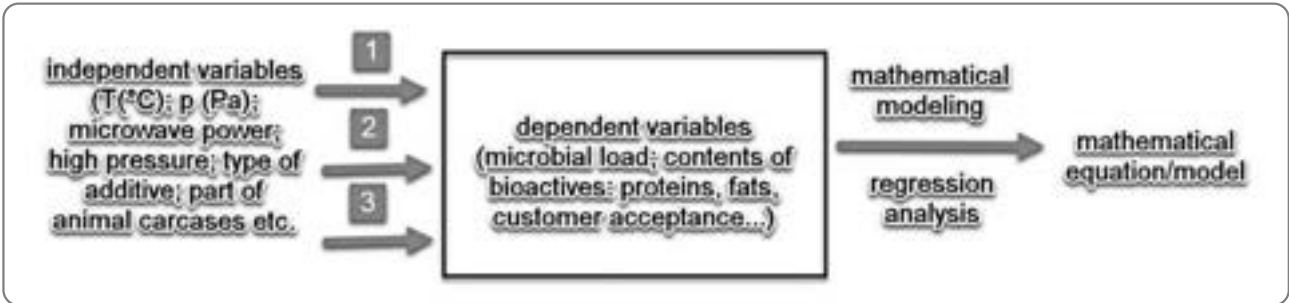 independent variables
(T(°C); p (Pa);
microwave power;
high pressure; type of
additive; part of
animal carcases etc.
1
2
3
dependent variables
(microbial load; contents of
bioactives: proteins, fats,
customer acceptance...)
mathematical
modeling
regression
analysis
mathematical
equation/model